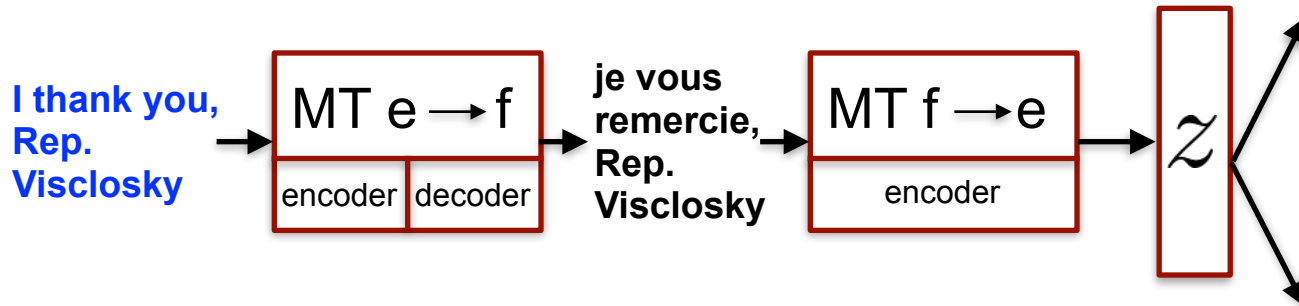 I thank you,
Rep.
Visclosky
MT e → f
encoder
decoder
je vous
remercie,
Rep.
Visclosky
MT f → e
encoder
z